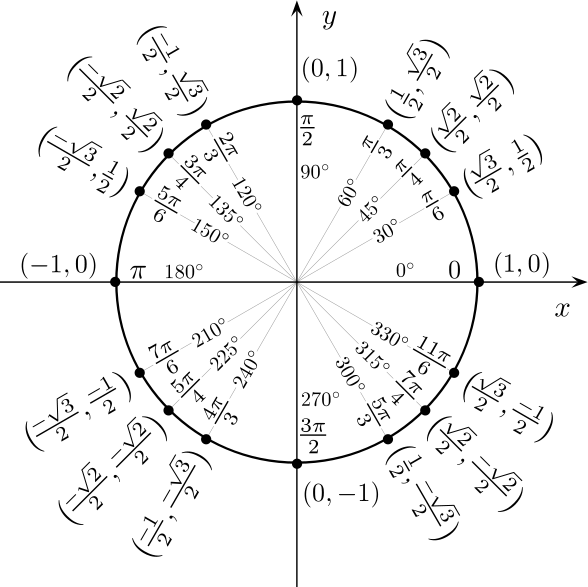 y
(0, 1)
(-1/2, √3/2)
(-√2/2, √2/2)
(-√3/2, 1/2)
(1/2, √3/2)
(√2/2, √2/2)
(√3/2, 1/2)
π/2
90°
2π/3
120°
3π/4
135°
5π/6
150°
π/3
60°
π/4
45°
π/6
30°
(−1, 0)
π
180°
0°
0
(1, 0)
x
210°
7π/6
225°
5π/4
240°
4π/3
270°
3π/2
300°
5π/3
315°
7π/4
330°
11π/6
(-√3/2, -1/2)
(-√2/2, -√2/2)
(-1/2, -√3/2)
(0, −1)
(1/2, -√3/2)
(√2/2, -√2/2)
(√3/2, -1/2)